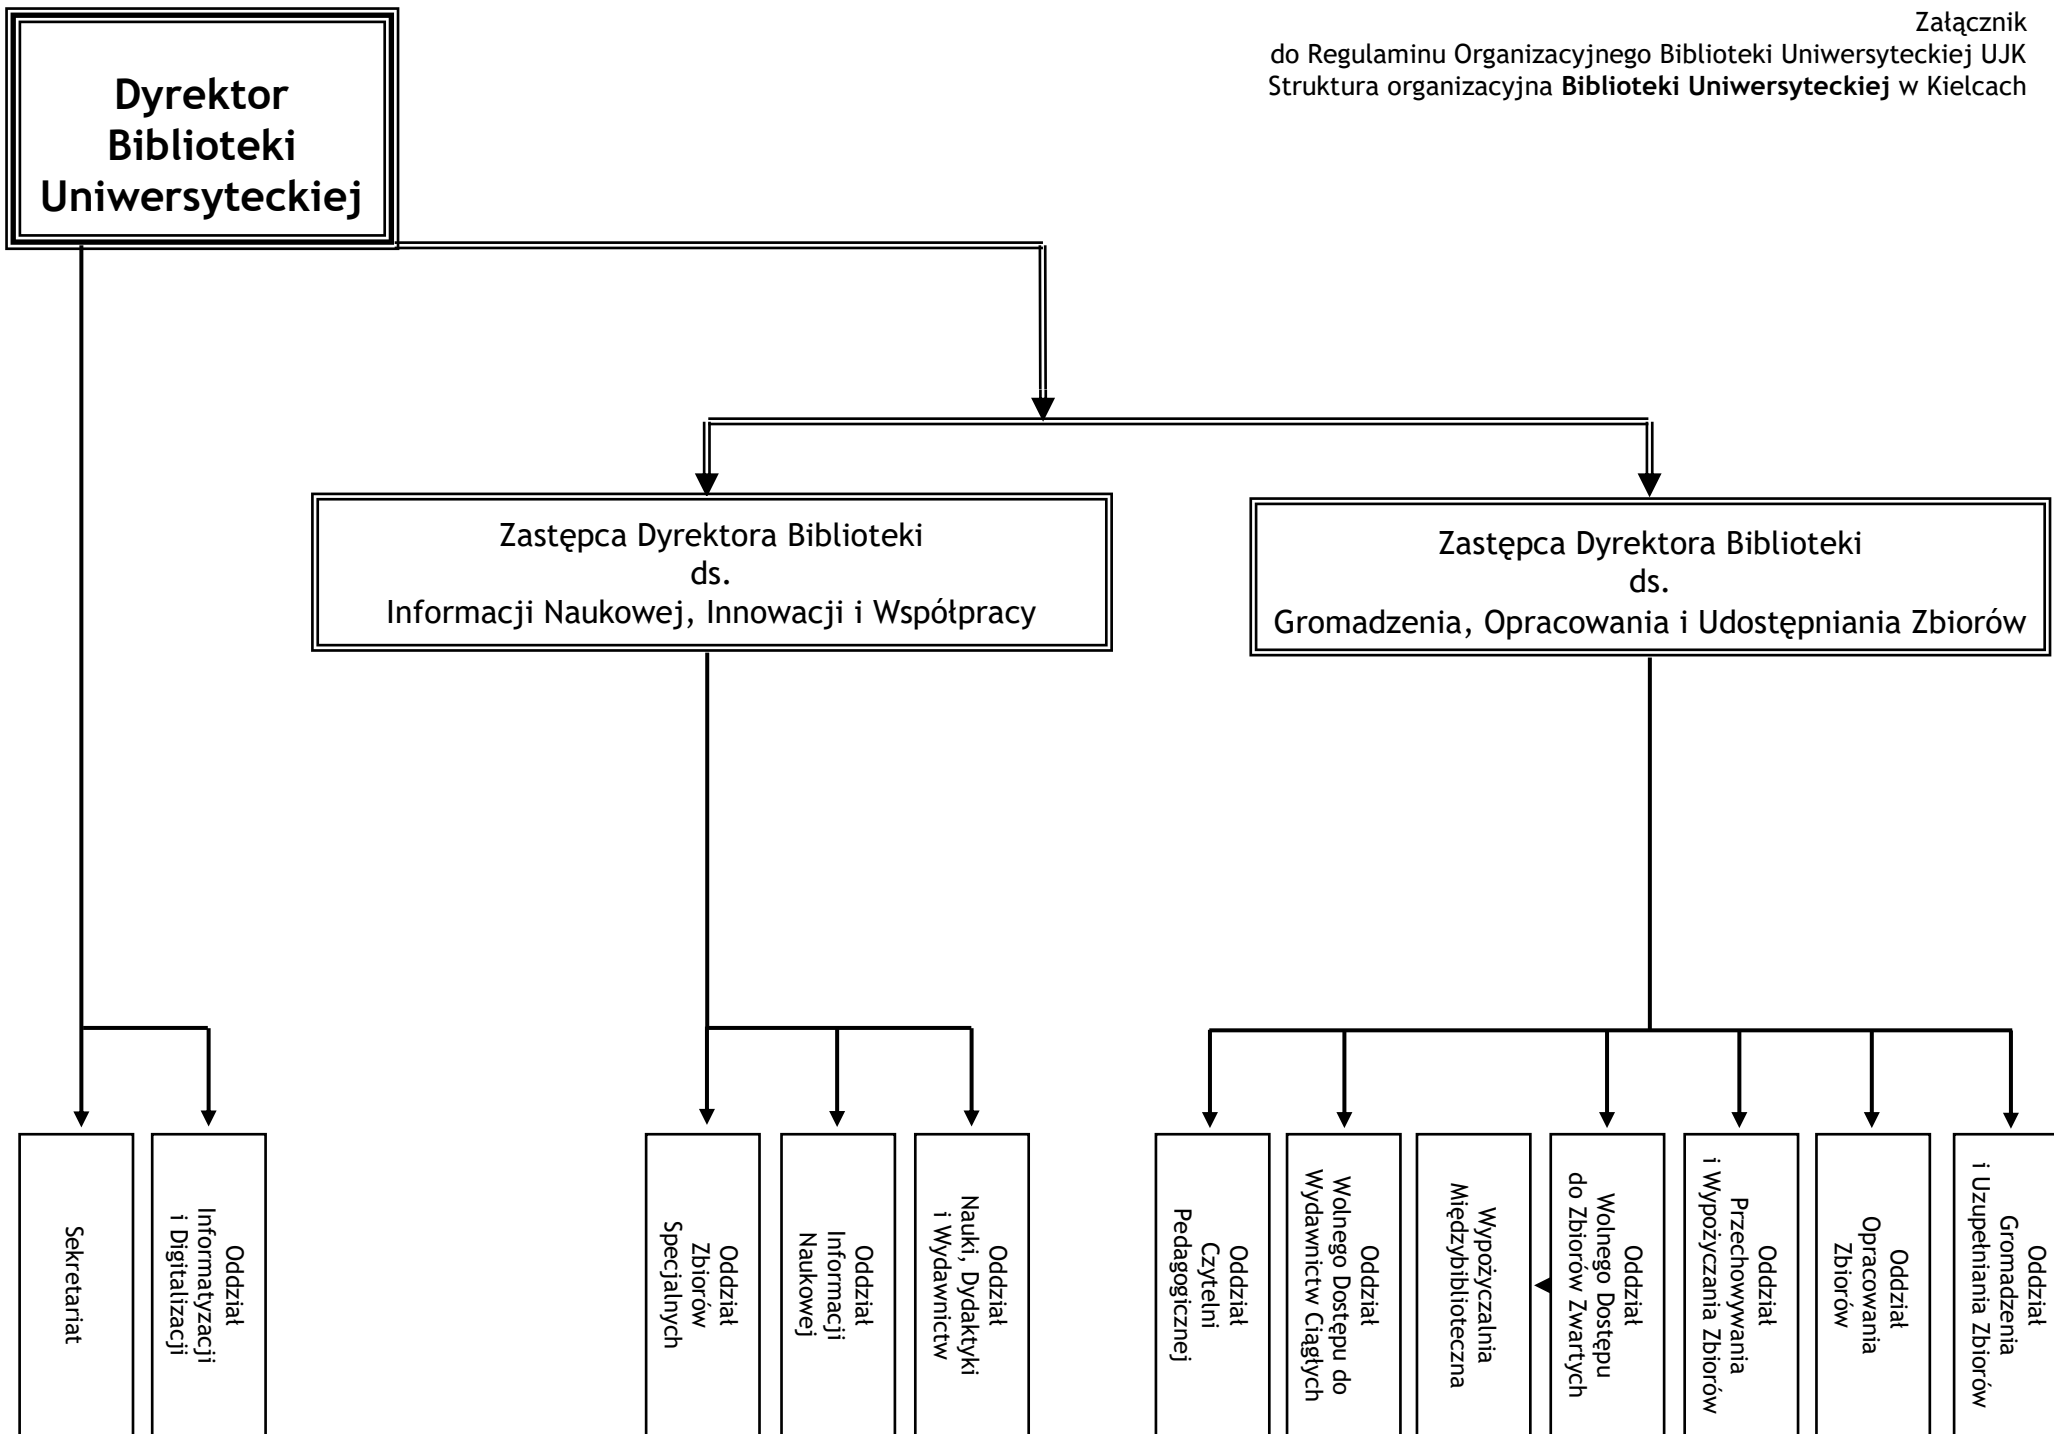 Załącznik
do Regulaminu Organizacyjnego Biblioteki Uniwersyteckiej UJK
Struktura organizacyjna Biblioteki Uniwersyteckiej w Kielcach
Dyrektor
Biblioteki
Uniwersyteckiej
Zastępca Dyrektora Biblioteki
ds.
Informacji Naukowej, Innowacji i Współpracy
Zastępca Dyrektora Biblioteki
ds.
Gromadzenia, Opracowania i Udostępniania Zbiorów
Sekretariat
Oddział
Informatyzacji
i Digitalizacji
Oddział
Zbiorów
Specjalnych
Oddział
Informacji
Naukowej
Oddział
Nauki, Dydaktyki
i Wydawnictw
Oddział
Czytelni
Pedagogicznej
Oddział
Wolnego Dostępu do
Wydawnictw Ciągłych
Wypożyczalnia
Międzybiblioteczna
Oddział
Wolnego Dostępu
do Zbiorów Zwartych
Oddział
Przechowywania
i Wypożyczania Zbiorów
Oddział
Opracowania
Zbiorów
Oddział
Gromadzenia
i Uzupełniania Zbiorów